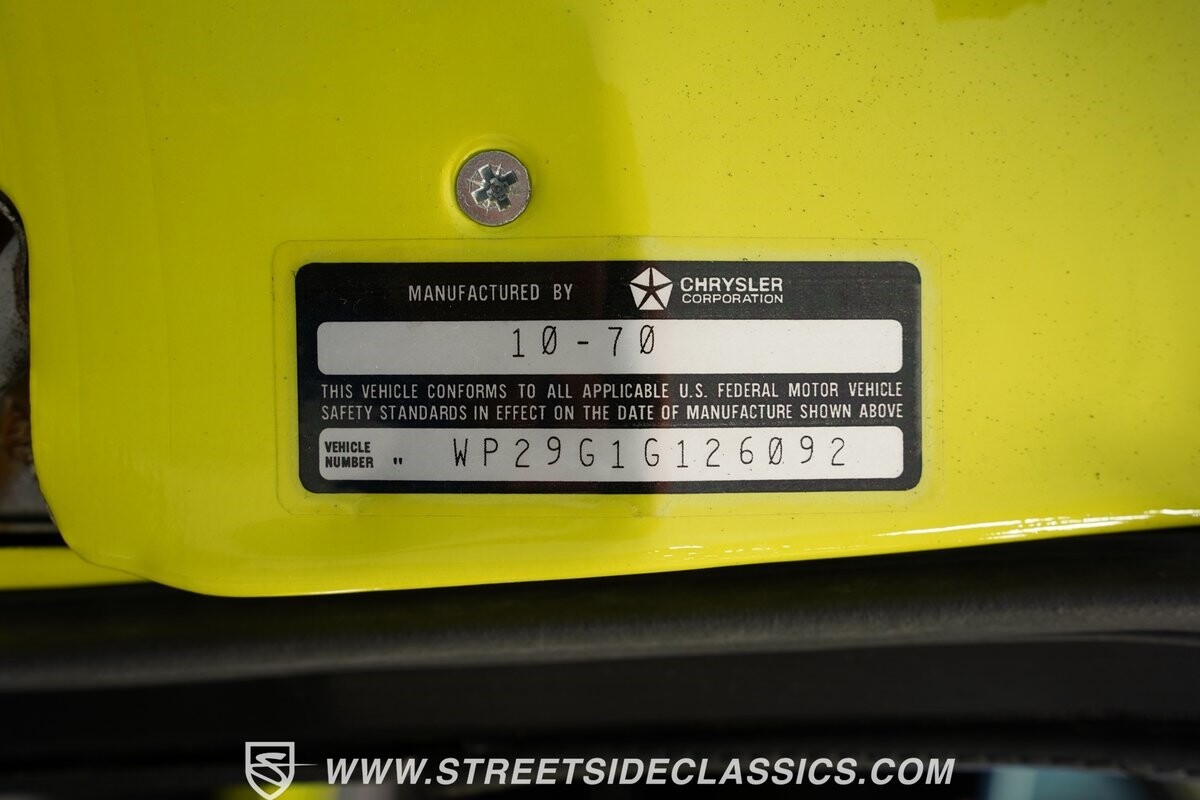 MANUFACTURED BY CHRYSLER CORPORATION
10-70
THIS VEHICLE CONFORMS TO ALL APPLICABLE U.S. FEDERAL MOTOR VEHICLE
SAFETY STANDARDS IN EFFECT ON THE DATE OF MANUFACTURE SHOWN ABOVE
VEHICLE NUMBER " WP29G1G126092
WWW.STREETSIDECLASSICS.COM